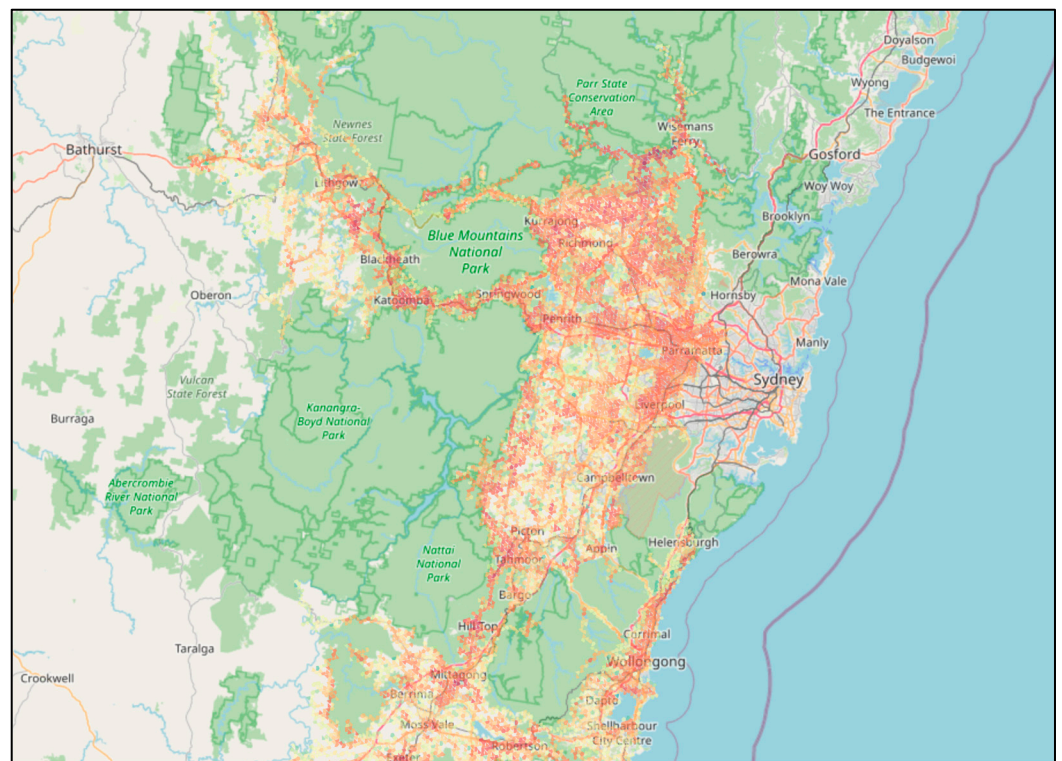 Doyalson
Budgewoi
Parr State
Conservation
Area
Wyong
The Entrance
Newnes
State Forest
Wisemans
Ferry
Bathurst
Gosford
Lithgow
Woy Woy
Kurrajong
Brooklyn
Blue Mountains
National
Park
Richmond
Blackheath
Berowra
Mona Vale
Oberon
Katoomba
Springwood
Hornsby
Penrith
Manly
Parramatta
Vulcan
State Forest
Sydney
Kanangra-
Boyd National
Park
Liverpool
Burraga
Abercrombie
River National
Park
Campbelltown
Picton
Nattai
National
Park
Tahmoor
Appin
Helensburgh
Bargo
Hill Top
Corrimal
Taralga
Wollongong
Crookwell
Mittagong
Berrima
Dapto
Moss Vale
Shellharbour
City Centre
Robertson
Exeter